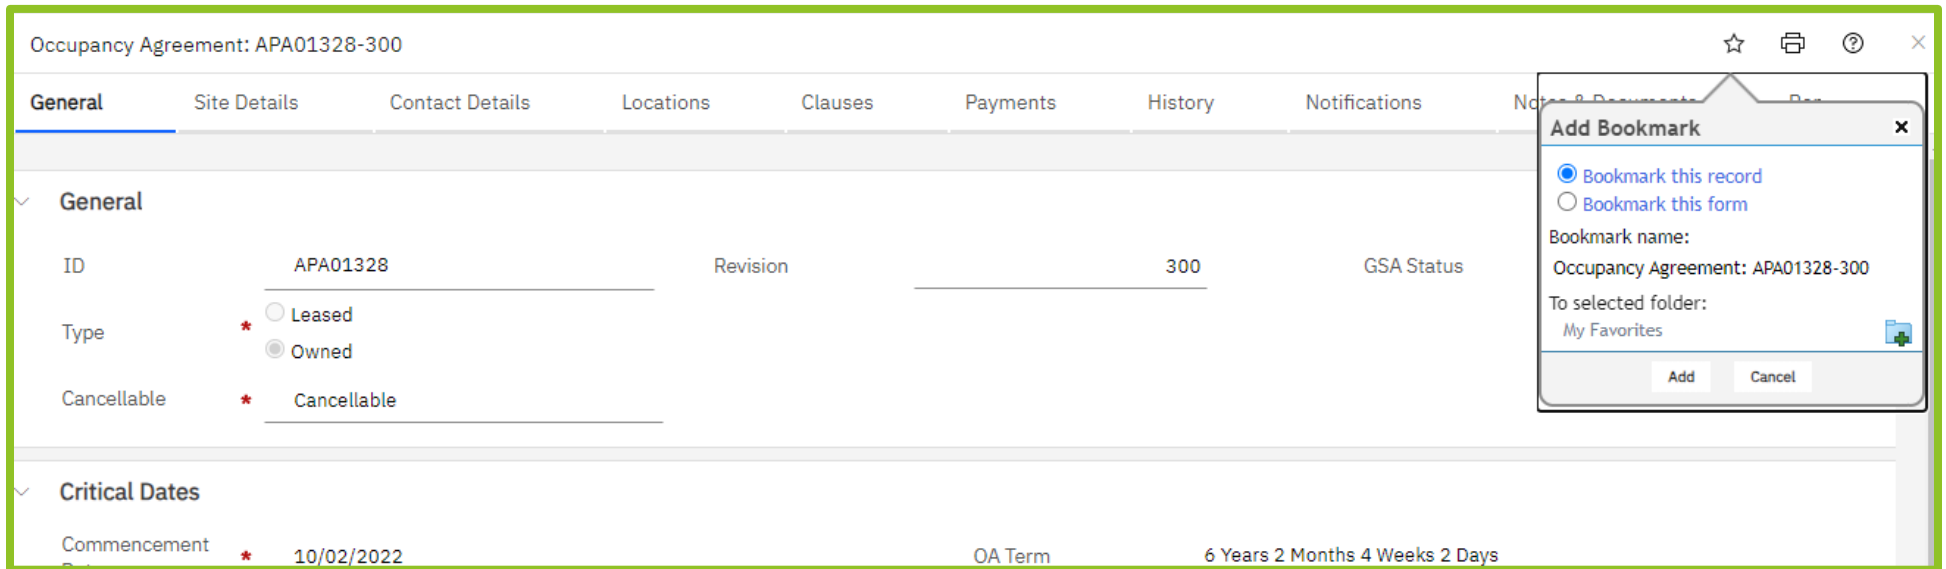 Occupancy Agreement: APA01328-300
General Site Details Contact Details Locations Clauses Payments History Notifications
Add Bookmark
Bookmark this record
Bookmark this form
Bookmark name:
Occupancy Agreement: APA01328-300
To selected folder:
My Favorites
Add Cancel
General
ID APA01328 Revision 300 GSA Status
Type * Leased
Owned
Cancellable * Cancellable
Critical Dates
Commencement
* 10/02/2022 OA Term 6 Years 2 Months 4 Weeks 2 Days